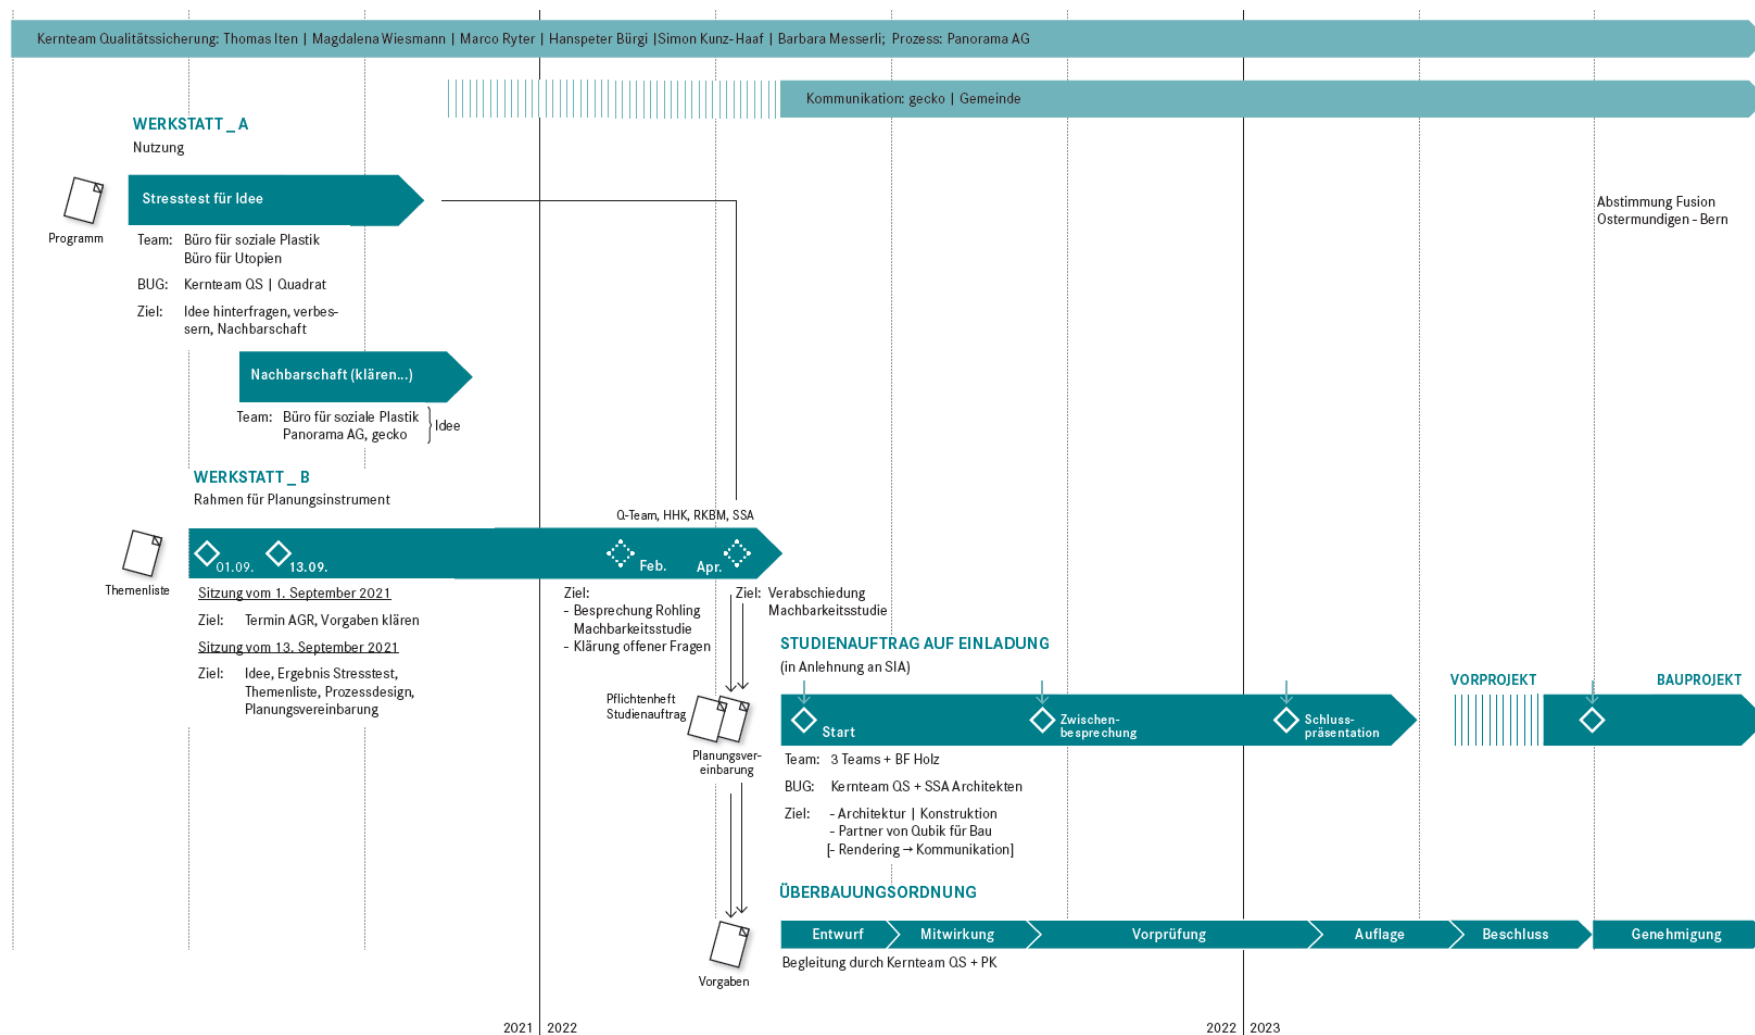 Kernteam Qualitätssicherung: Thomas Iten | Magdalena Wiesmann | Marco Ryter | Hanspeter Bürgi |Simon Kunz-Haaf | Barbara Messerli; Prozess: Panorama AG
Kommunikation: gecko | Gemeinde
WERKSTATT_A
Nutzung
Stresstest für Idee
Programm
Team: Büro für soziale Plastik
Büro für Utopien
BUG: Kernteam QS | Quadrat
Ziel: Idee hinterfragen, verbes-
sern, Nachbarschaft
Abstimmung Fusion
Ostermundigen - Bern
Nachbarschaft (klären...)
Team: Büro für soziale Plastik
Panorama AG, gecko
Idee
WERKSTATT_B
Rahmen für Planungsinstrument
Q-Team, HHK, RKBM, SSA
01.09.
13.09.
Feb.
Apr.
Themenliste
Sitzung vom 1. September 2021
Ziel: Termin AGR, Vorgaben klären
Sitzung vom 13. September 2021
Ziel: Idee, Ergebnis Stresstest,
Themenliste, Prozessdesign,
Planungsvereinbarung
Ziel:
- Besprechung Rohling
Machbarkeitsstudie
- Klärung offener Fragen
Ziel: Verabschiedung
Machbarkeitsstudie
STUDIENAUFTRAG AUF EINLADUNG
(in Anlehnung an SIA)
VORPROJEKT
BAUPROJEKT
Pflichtenheft
Studienauftrag
Planungsver-
einbarung
Start
Zwischen-
besprechung
Schluss-
präsentation
Team: 3 Teams + BF Holz
BUG: Kernteam QS + SSA Architekten
Ziel: - Architektur | Konstruktion
- Partner von Qubik für Bau
[- Rendering → Kommunikation]
ÜBERBAUUNGSORDNUNG
Entwurf
Mitwirkung
Vorprüfung
Auflage
Beschluss
Genehmigung
Begleitung durch Kernteam QS + PK
Vorgaben
2021 | 2022
2022 | 2023